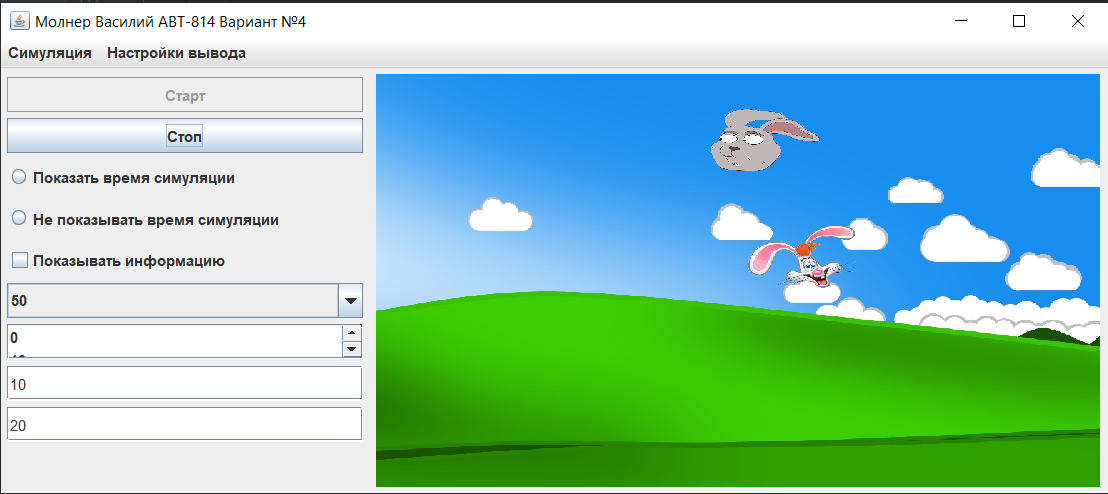 Молнер Василий АВТ-814 Вариант №4
Симуляция Настройки вывода
Старт
Стоп
Показать время симуляции
Не показывать время симуляции
Показывать информацию
50
0
10
20